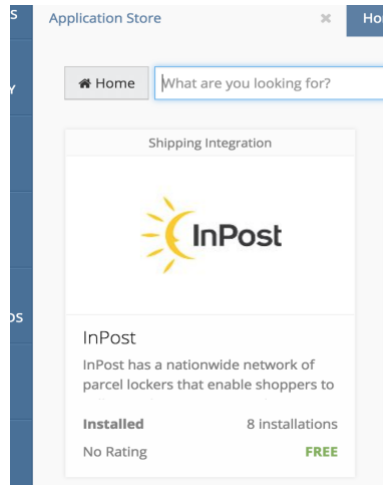 S
Application Store
Ho
Y
Home
What are you looking for?
Shipping Integration
InPost
DS
InPost
InPost has a nationwide network of
parcel lockers that enable shoppers to
Installed 8 installations
No Rating FREE